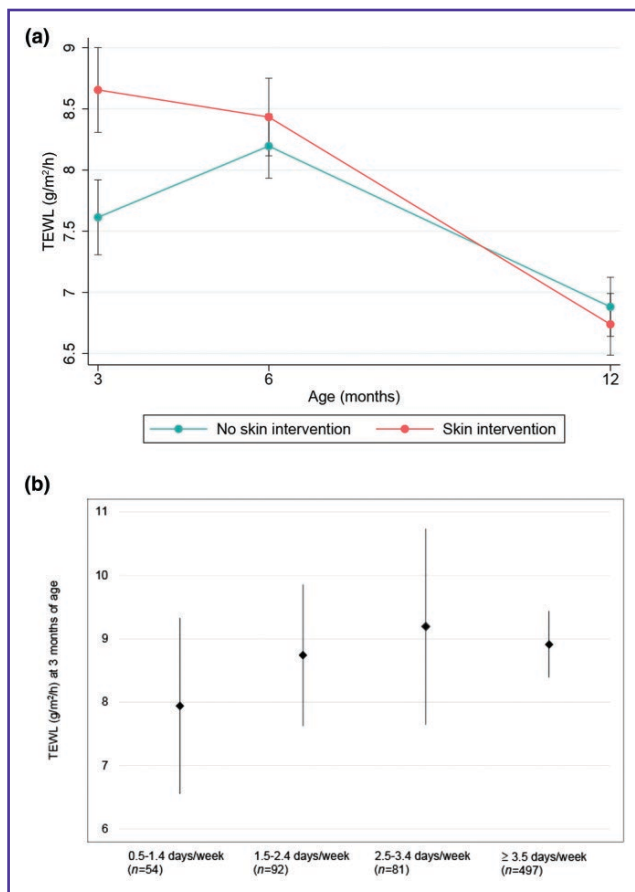 (a)
9
8.5
8
7.5
7
6.5
TEWL (g/m²/h)
3
6
12
Age (months)
No skin intervention
Skin intervention
(b)
11
10
9
8
7
6
TEWL (g/m²/h) at 3 months of age
0.5-1.4 days/week
(n=54)
1.5-2.4 days/week
(n=92)
2.5-3.4 days/week
(n=81)
≥ 3.5 days/week
(n=497)